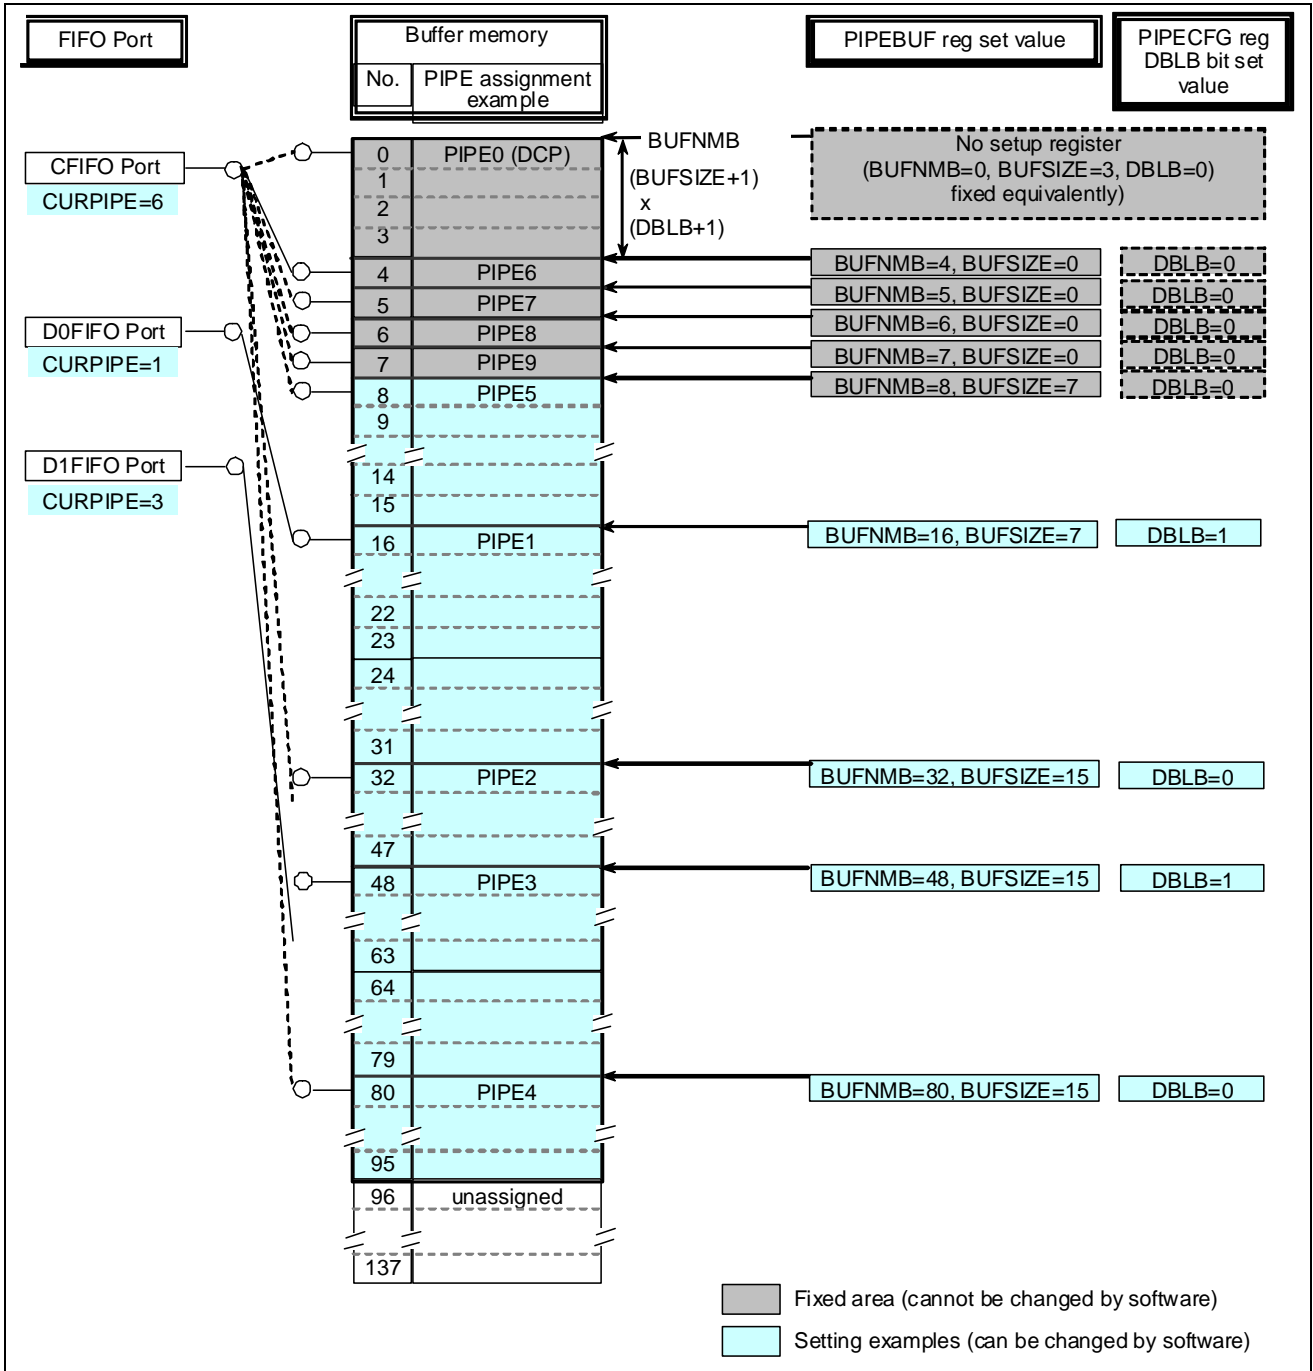 FIFO Port
Buffer memory
No.
PIPE assignment
example
PIPEBUF reg set value
PIPECFG reg
DBLB bit set
value
CFIFO Port
CURPIPE=6
D0FIFO Port
CURPIPE=1
D1FIFO Port
CURPIPE=3
0 PIPE0 (DCP)
1
2
3
4 PIPE6
5 PIPE7
6 PIPE8
7 PIPE9
8 PIPE5
9
14
15
16 PIPE1
22
23
24
31
32 PIPE2
47
48 PIPE3
63
64
79
80 PIPE4
95
96 unassigned
137
BUFNMB
(BUFSIZE+1)
x
(DBLB+1)
No setup register
(BUFNMB=0, BUFSIZE=3, DBLB=0)
fixed equivalently)
BUFNMB=4, BUFSIZE=0 DBLB=0
BUFNMB=5, BUFSIZE=0 DBLB=0
BUFNMB=6, BUFSIZE=0 DBLB=0
BUFNMB=7, BUFSIZE=0 DBLB=0
BUFNMB=8, BUFSIZE=7 DBLB=0
BUFNMB=16, BUFSIZE=7 DBLB=1
BUFNMB=32, BUFSIZE=15 DBLB=0
BUFNMB=48, BUFSIZE=15 DBLB=1
BUFNMB=80, BUFSIZE=15 DBLB=0
Fixed area (cannot be changed by software)
Setting examples (can be changed by software)